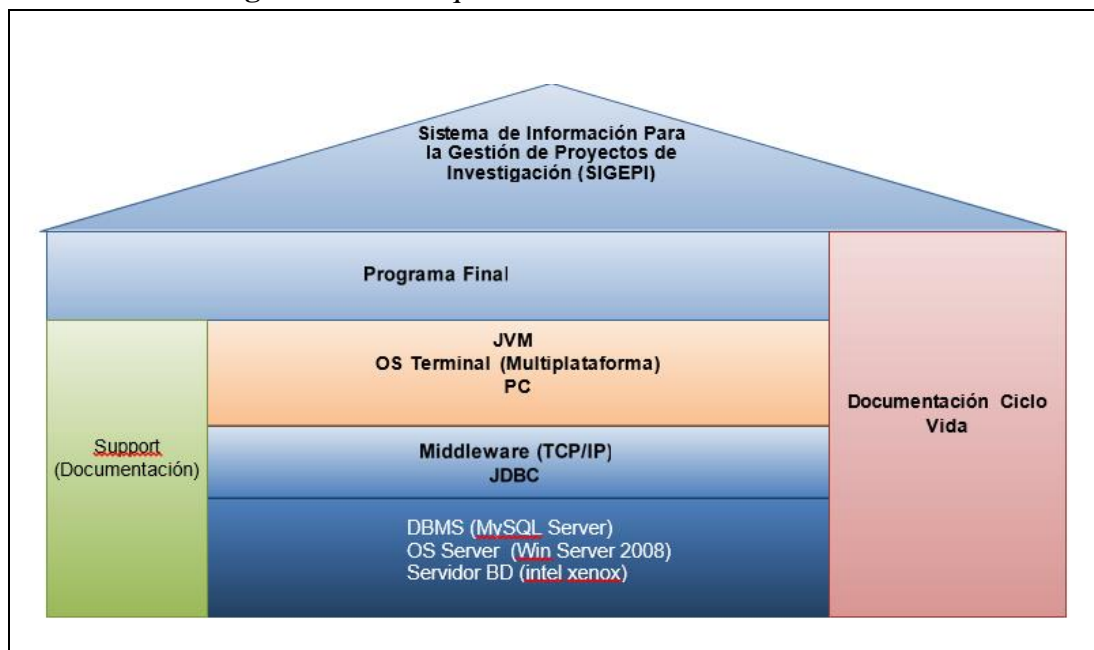 Sistema de Información Para
la Gestión de Proyectos de
Investigación (SIGEPI)
Programa Final
JVM
OS Terminal (Multiplataforma)
PC
Support
(Documentación)
Middleware (TCP/IP)
JDBC
DBMS (MySQL Server)
OS Server (Win Server 2008)
Servidor BD (intel xenox)
Documentación Ciclo
Vida